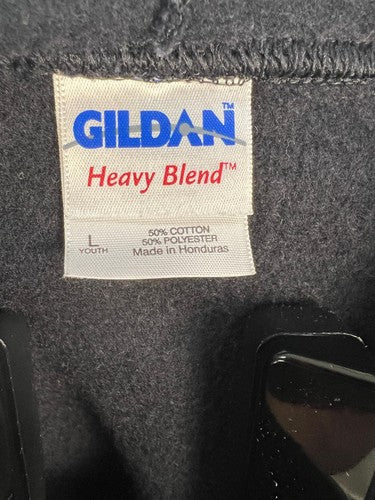 GILDAN™
Heavy Blend™
L
YOUTH
50% COTTON
50% POLYESTER
Made in Honduras